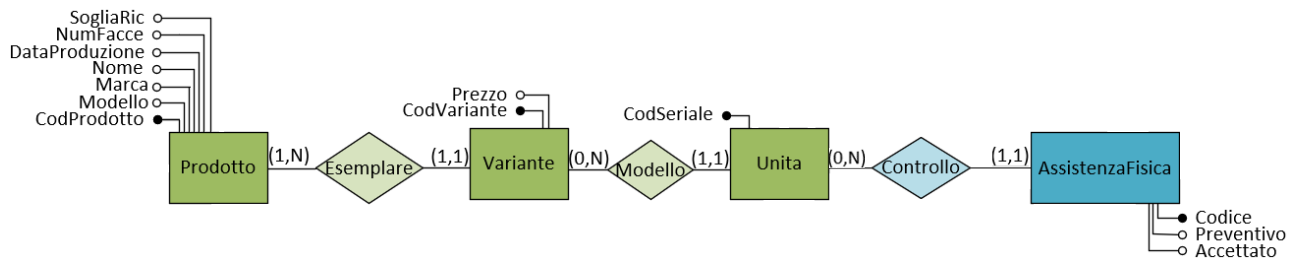 SogliaRic
NumFacce
DataProduzione
Nome
Marca
Modello
CodProdotto
Prezzo
CodVariante
CodSeriale
Prodotto (1,N) Esemplare (1,1) Variante (0,N) Modello (1,1) Unita (0,N) Controllo (1,1) AssistenzaFisica
Codice
Preventivo
Accettato